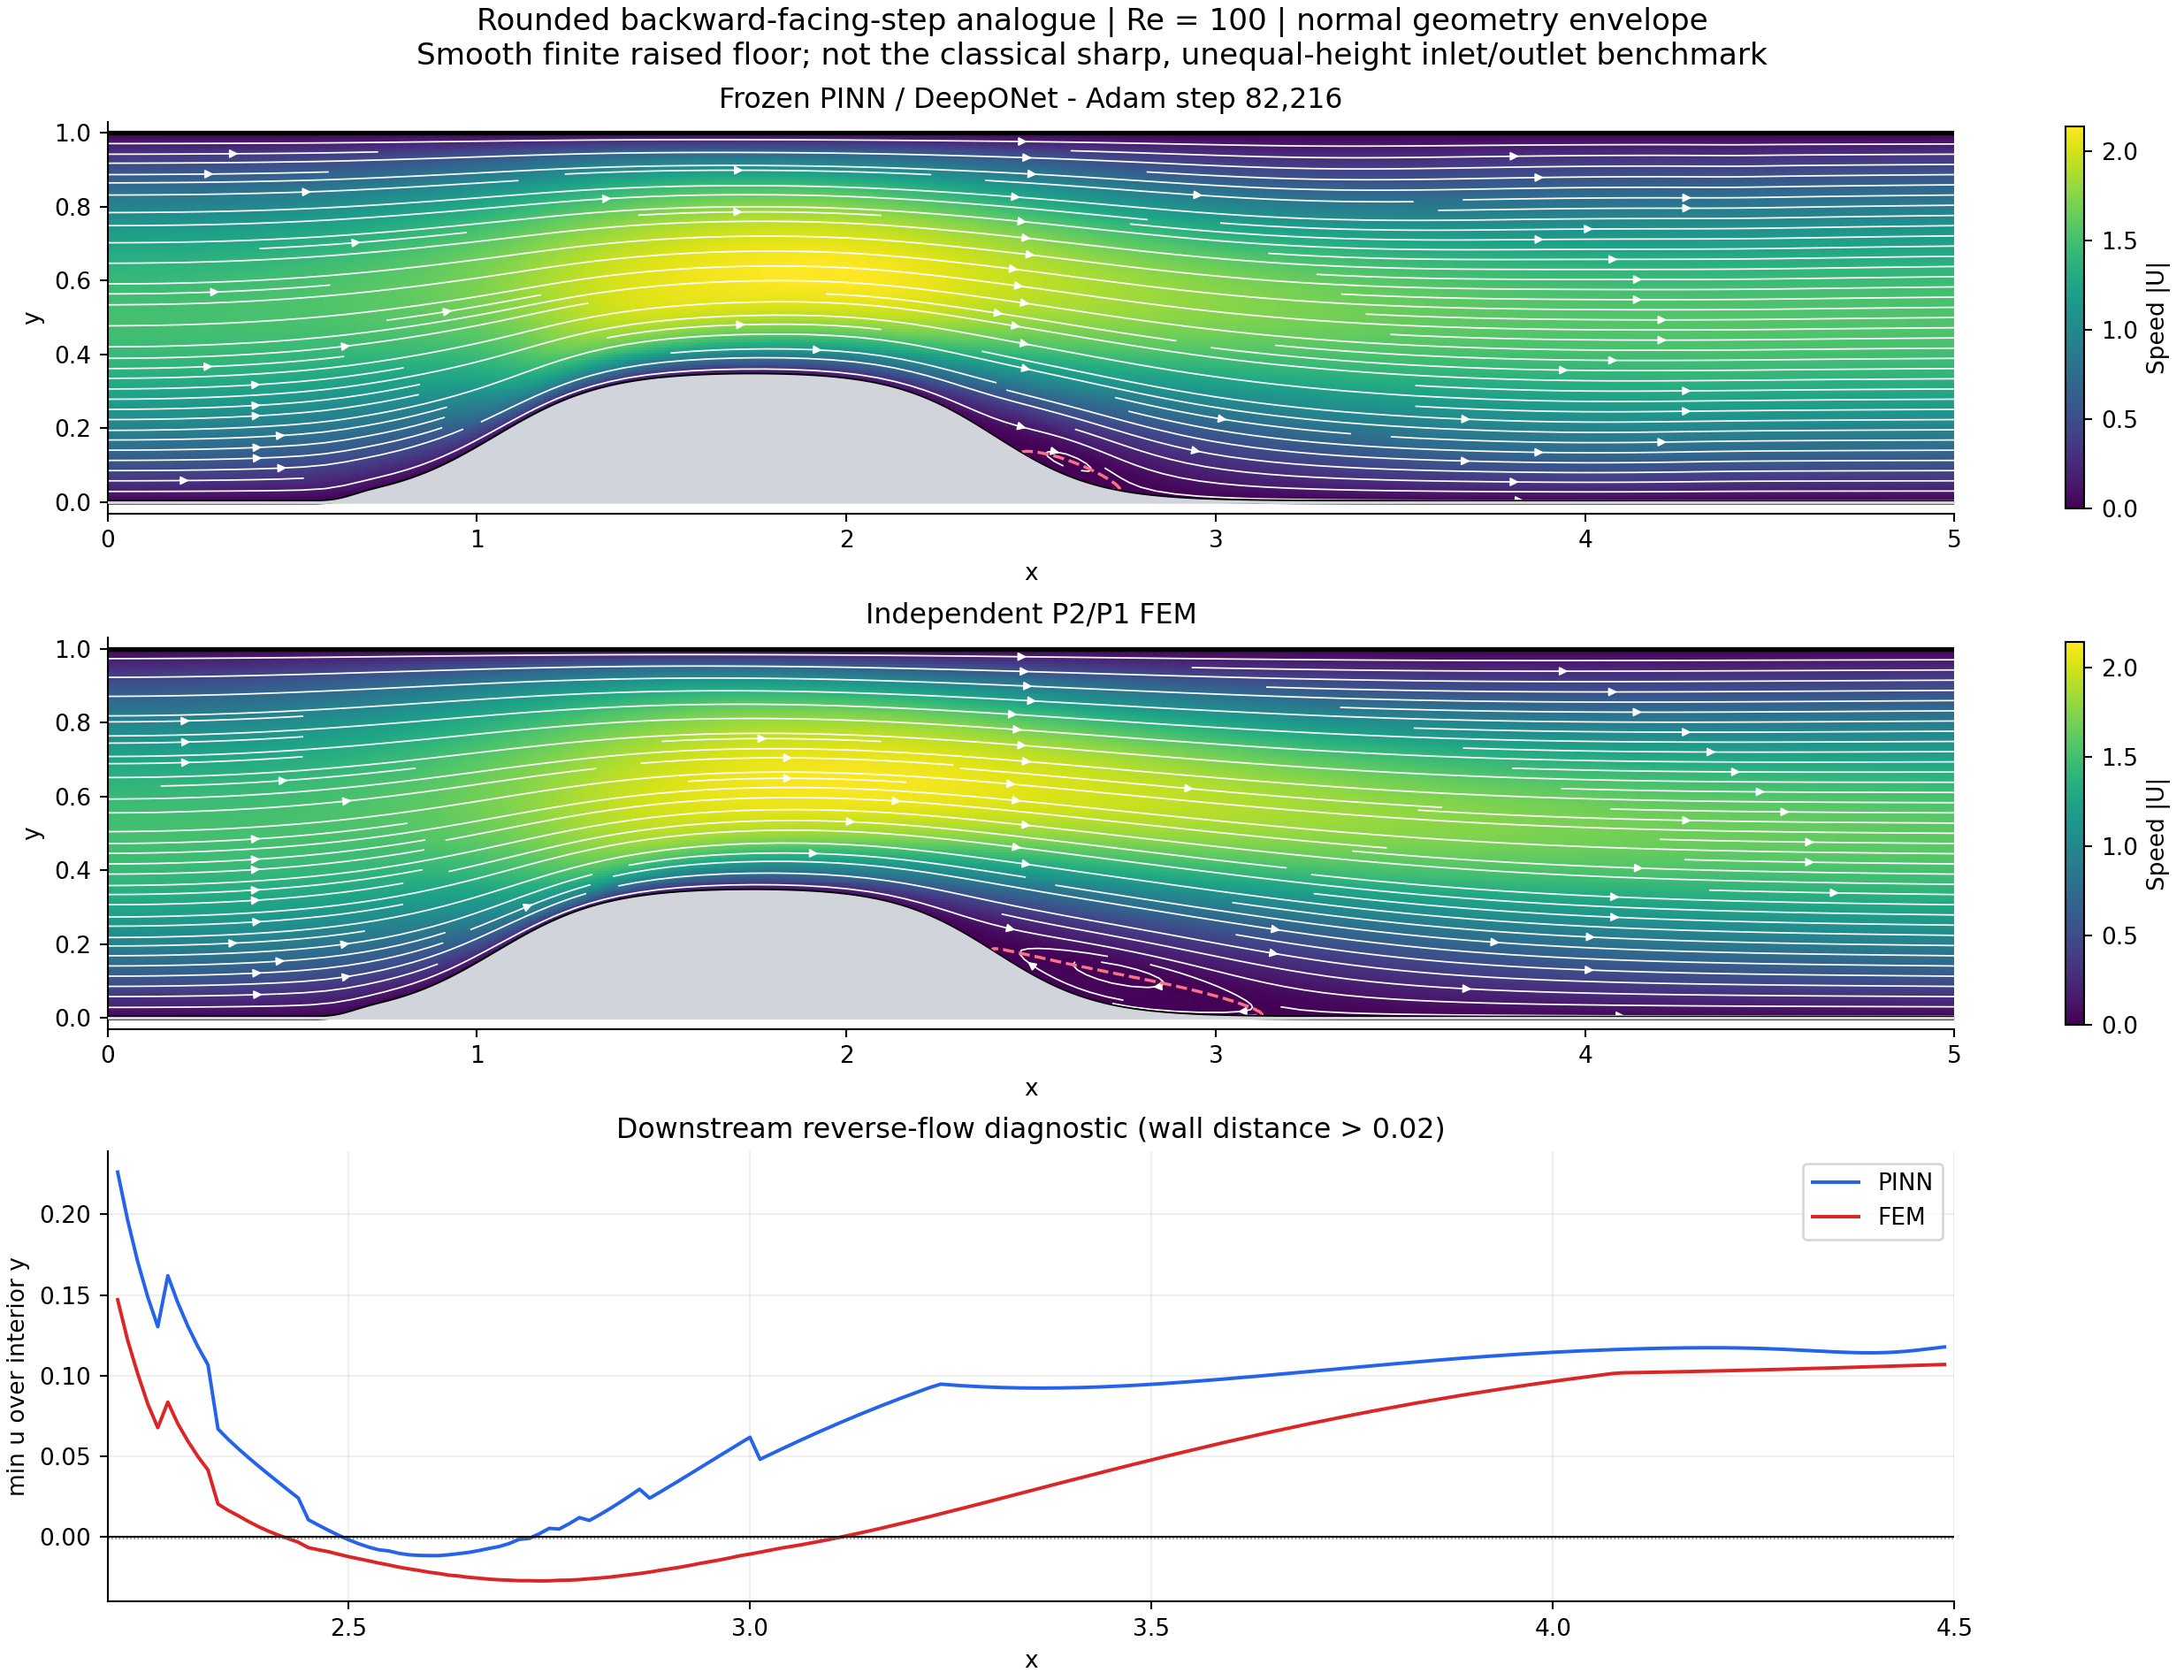 Rounded backward-facing-step analogue | Re = 100 | normal geometry envelope
Smooth finite raised floor; not the classical sharp, unequal-height inlet/outlet benchmark
Frozen PINN / DeepONet - Adam step 82,216
1.0
0.8
0.6
0.4
0.2
0.0
y
0 1 2 3 4 5
x
2.0
1.5
1.0
0.5
0.0
Speed |U|
Independent P2/P1 FEM
1.0
0.8
0.6
0.4
0.2
0.0
y
0 1 2 3 4 5
x
2.0
1.5
1.0
0.5
0.0
Speed |U|
Downstream reverse-flow diagnostic (wall distance > 0.02)
0.20
0.15
0.10
0.05
0.00
min u over interior y
PINN
FEM
2.5 3.0 3.5 4.0 4.5
x